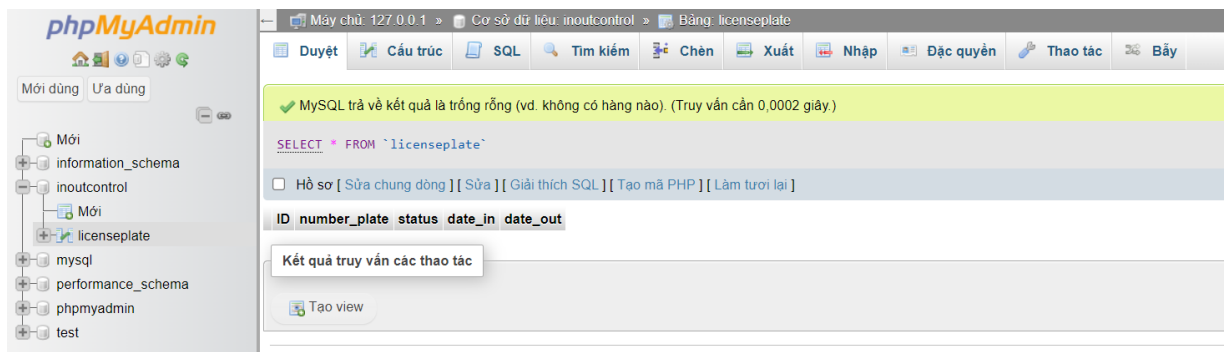 phpMyAdmin
Máy chủ: 127.0.0.1 » Cơ sở dữ liệu: inoutcontrol » Bảng: licenseplate
Duyệt Cấu trúc SQL Tìm kiếm Chèn Xuất Nhập Đặc quyền Thao tác Bẫy
Mới dùng Ưa dùng
Mới
information_schema
inoutcontrol
Mới
licenseplate
mysql
performance_schema
phpmyadmin
test
MySQL trả về kết quả là trống rỗng (vd. không có hàng nào). (Truy vấn cần 0,0002 giây.)
SELECT * FROM `licenseplate`
Hồ sơ [ Sửa chung dòng ] [ Sửa ] [ Giải thích SQL ] [ Tạo mã PHP ] [ Làm tươi lại ]
ID number_plate status date_in date_out
Kết quả truy vấn các thao tác
Tạo view